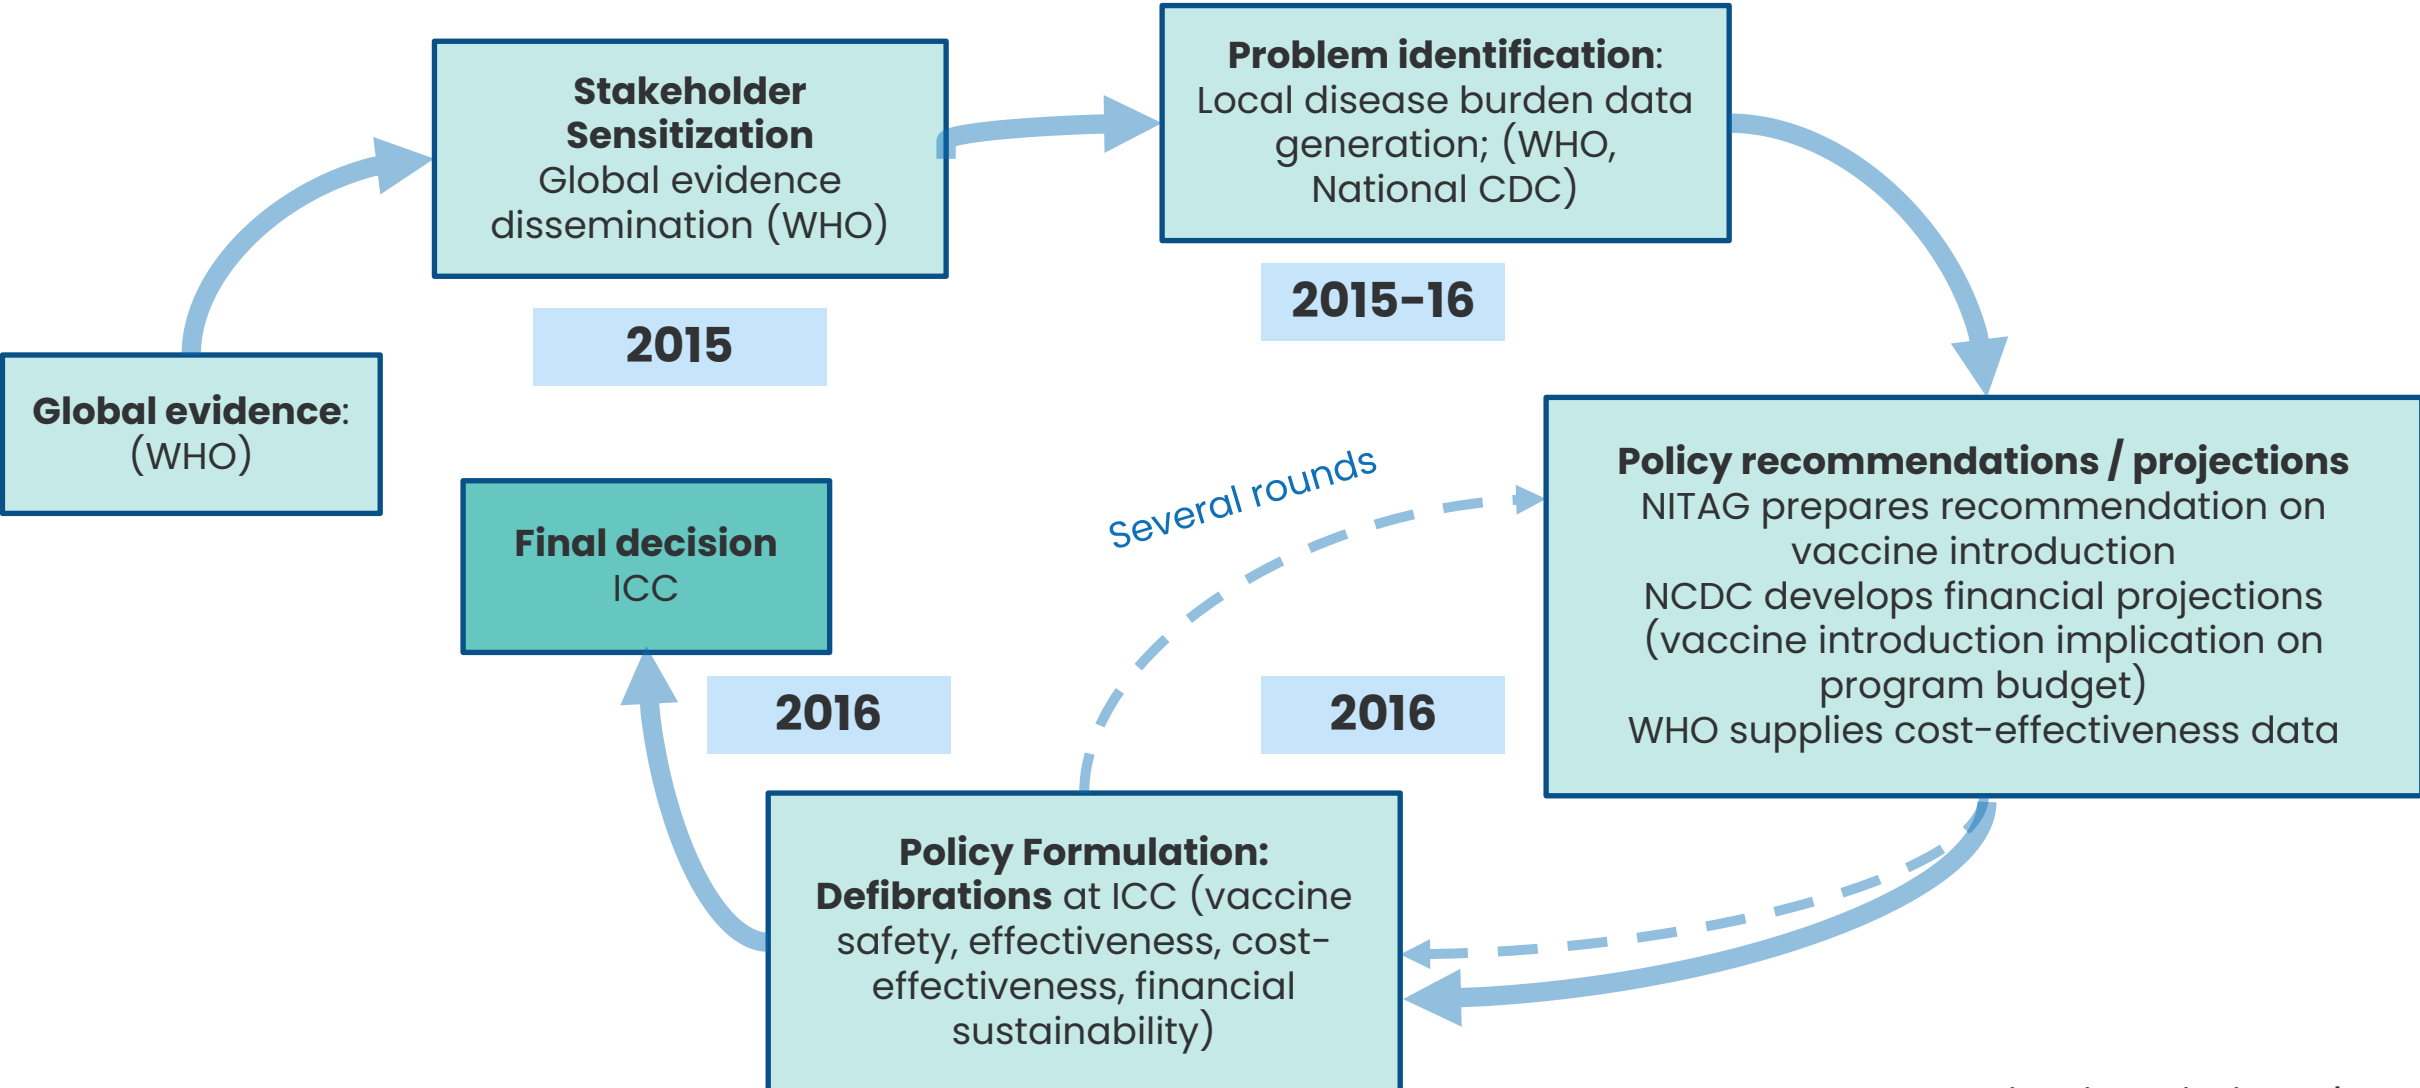 Global evidence:
(WHO)
Stakeholder
Sensitization
Global evidence
dissemination (WHO)
2015
Problem identification:
Local disease burden data
generation; (WHO,
National CDC)
2015-16
Policy recommendations / projections
NITAG prepares recommendation on
vaccine introduction
NCDC develops financial projections
(vaccine introduction implication on
program budget)
WHO supplies cost-effectiveness data
2016
Several rounds
Policy Formulation:
Defibrations at ICC (vaccine
safety, effectiveness, cost-
effectiveness, financial
sustainability)
2016
Final decision
ICC